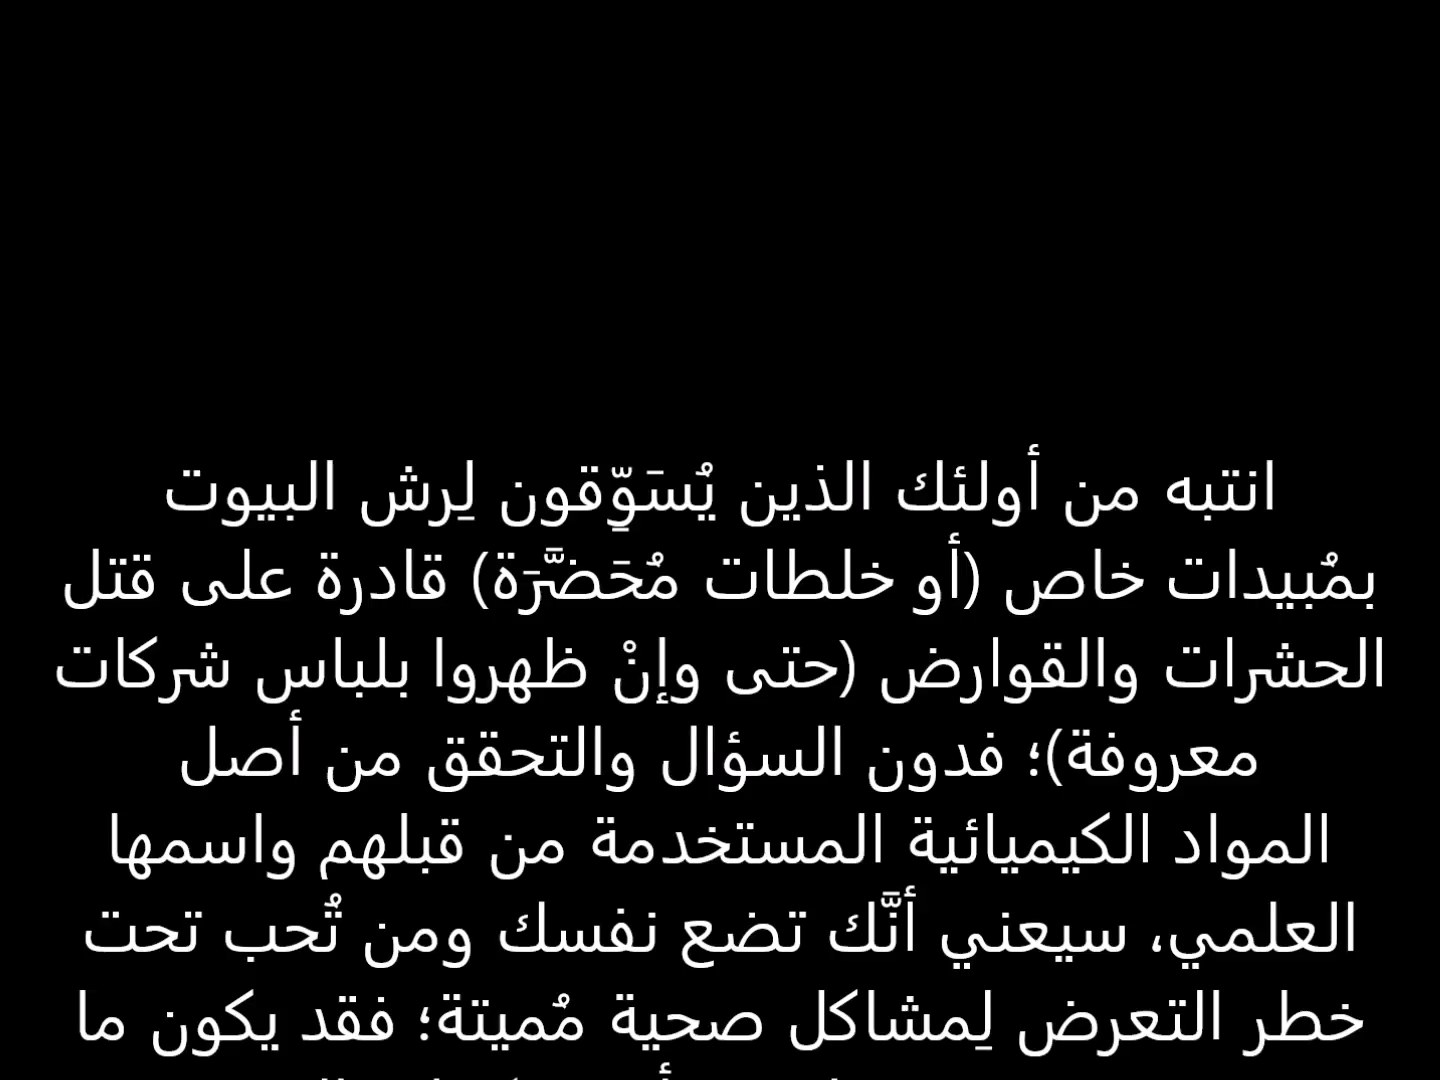 انتبه من أولئك الذين يُسَوِّقون لِرش البيوت
بمُبيدات خاص (أو خلطات مُحَضَّرَة) قادرة على قتل
الحشرات والقوارض (حتى وإنْ ظهروا بلباس شركات
معروفة)؛ فدون السؤال والتحقق من أصل
المواد الكيميائية المستخدمة من قبلهم واسمها
العلمي، سيعني أنَّك تضع نفسك ومن تُحب تحت
خطر التعرض لِمشاكل صحية مُميتة؛ فقد يكون ما